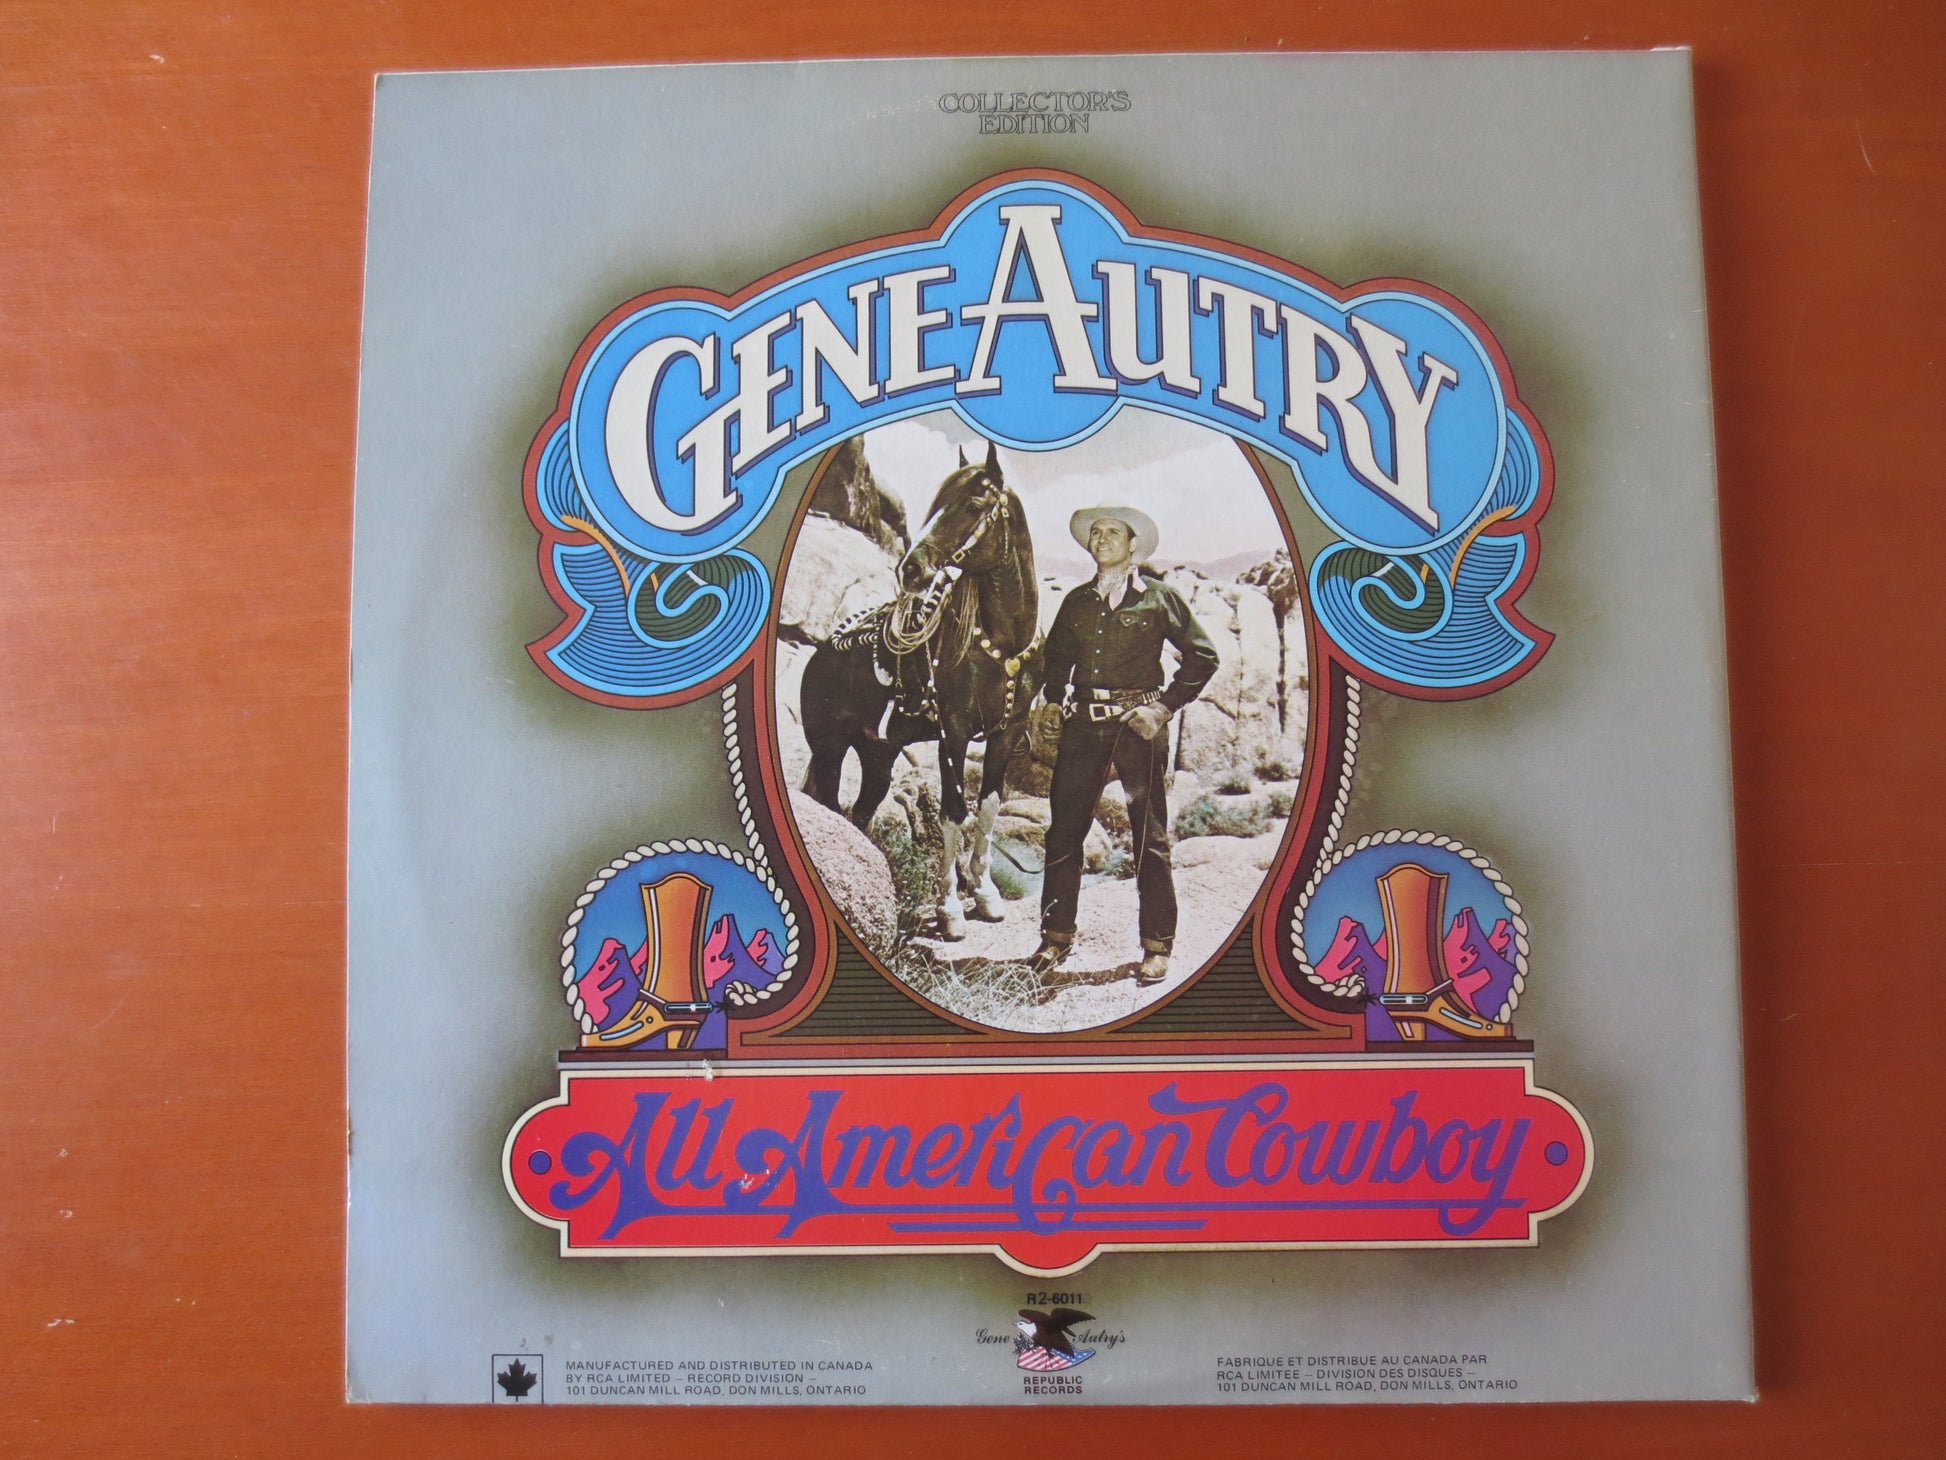 COLLECTOR'S
EDITION
GENE AUTRY
All American Cowboy
R2-6011
Gene Autry's
REPUBLIC
RECORDS
MANUFACTURED AND DISTRIBUTED IN CANADA
BY RCA LIMITED – RECORD DIVISION –
101 DUNCAN MILL ROAD, DON MILLS, ONTARIO
FABRIQUE ET DISTRIBUE AU CANADA PAR
RCA LIMITEE – DIVISION DES DISQUES –
101 DUNCAN MILL ROAD, DON MILLS, ONTARIO